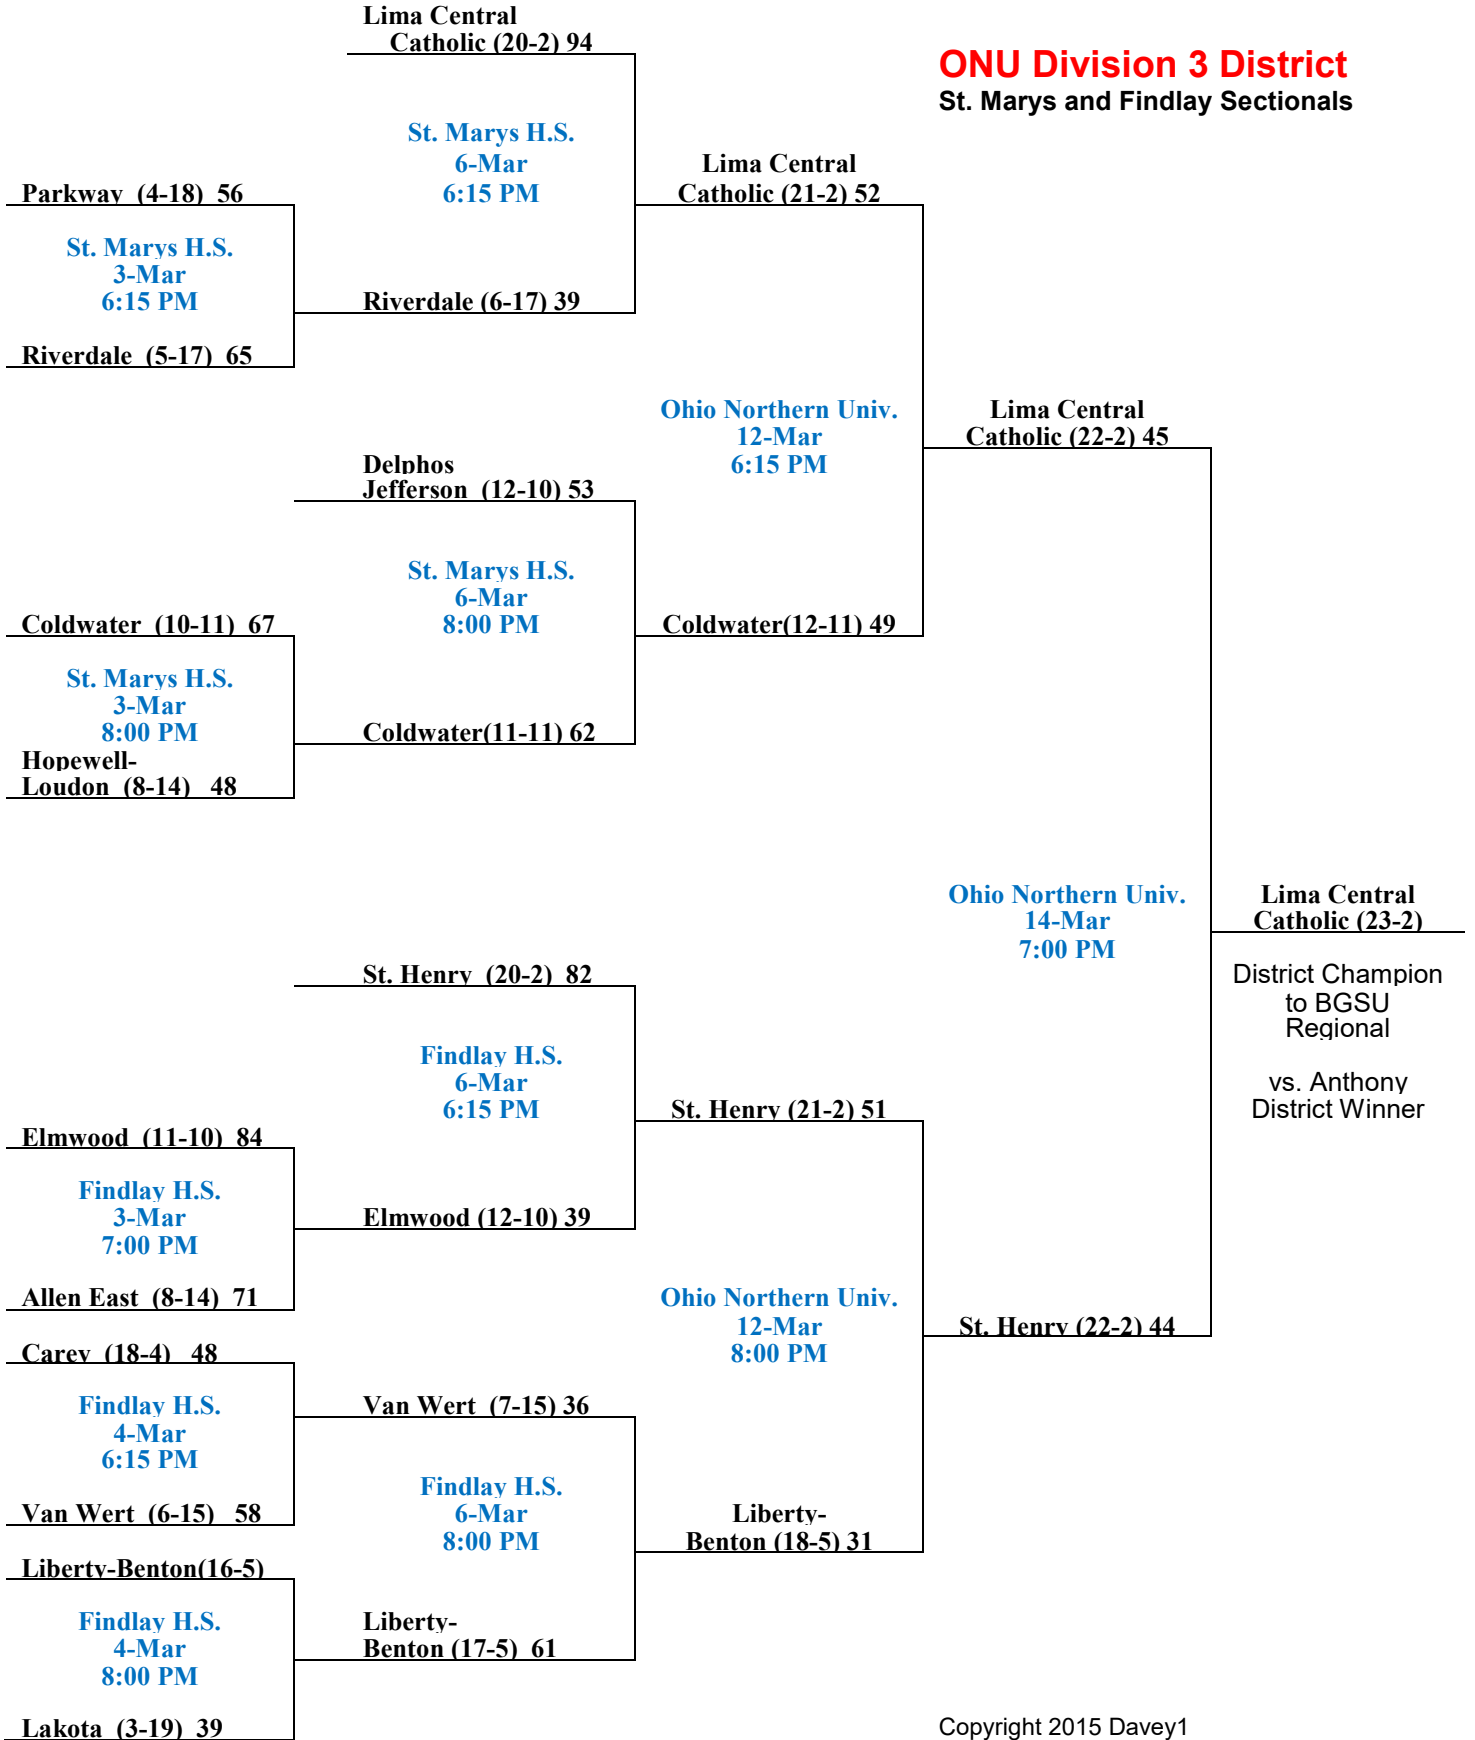 Lima Central
Catholic (20-2) 94
ONU Division 3 District
St. Marys and Findlay Sectionals
St. Marys H.S.
6-Mar
6:15 PM
Lima Central
Catholic (21-2) 52
Parkway (4-18) 56
St. Marys H.S.
3-Mar
6:15 PM
Riverdale (6-17) 39
Riverdale (5-17) 65
Ohio Northern Univ.
12-Mar
6:15 PM
Lima Central
Catholic (22-2) 45
Delphos
Jefferson (12-10) 53
St. Marys H.S.
6-Mar
8:00 PM
Coldwater (10-11) 67
Coldwater(12-11) 49
St. Marys H.S.
3-Mar
8:00 PM
Coldwater(11-11) 62
Hopewell-
Loudon (8-14) 48
Ohio Northern Univ.
14-Mar
7:00 PM
Lima Central
Catholic (23-2)
District Champion
to BGSU
Regional
vs. Anthony
District Winner
St. Henry (20-2) 82
Findlay H.S.
6-Mar
6:15 PM
St. Henry (21-2) 51
Elmwood (11-10) 84
Findlay H.S.
3-Mar
7:00 PM
Elmwood (12-10) 39
Allen East (8-14) 71
Ohio Northern Univ.
12-Mar
8:00 PM
St. Henry (22-2) 44
Carey (18-4) 48
Findlay H.S.
4-Mar
6:15 PM
Van Wert (7-15) 36
Van Wert (6-15) 58
Findlay H.S.
6-Mar
8:00 PM
Liberty-
Benton (18-5) 31
Liberty-Benton(16-5)
Findlay H.S.
4-Mar
8:00 PM
Liberty-
Benton (17-5) 61
Lakota (3-19) 39
Copyright 2015 Davey1